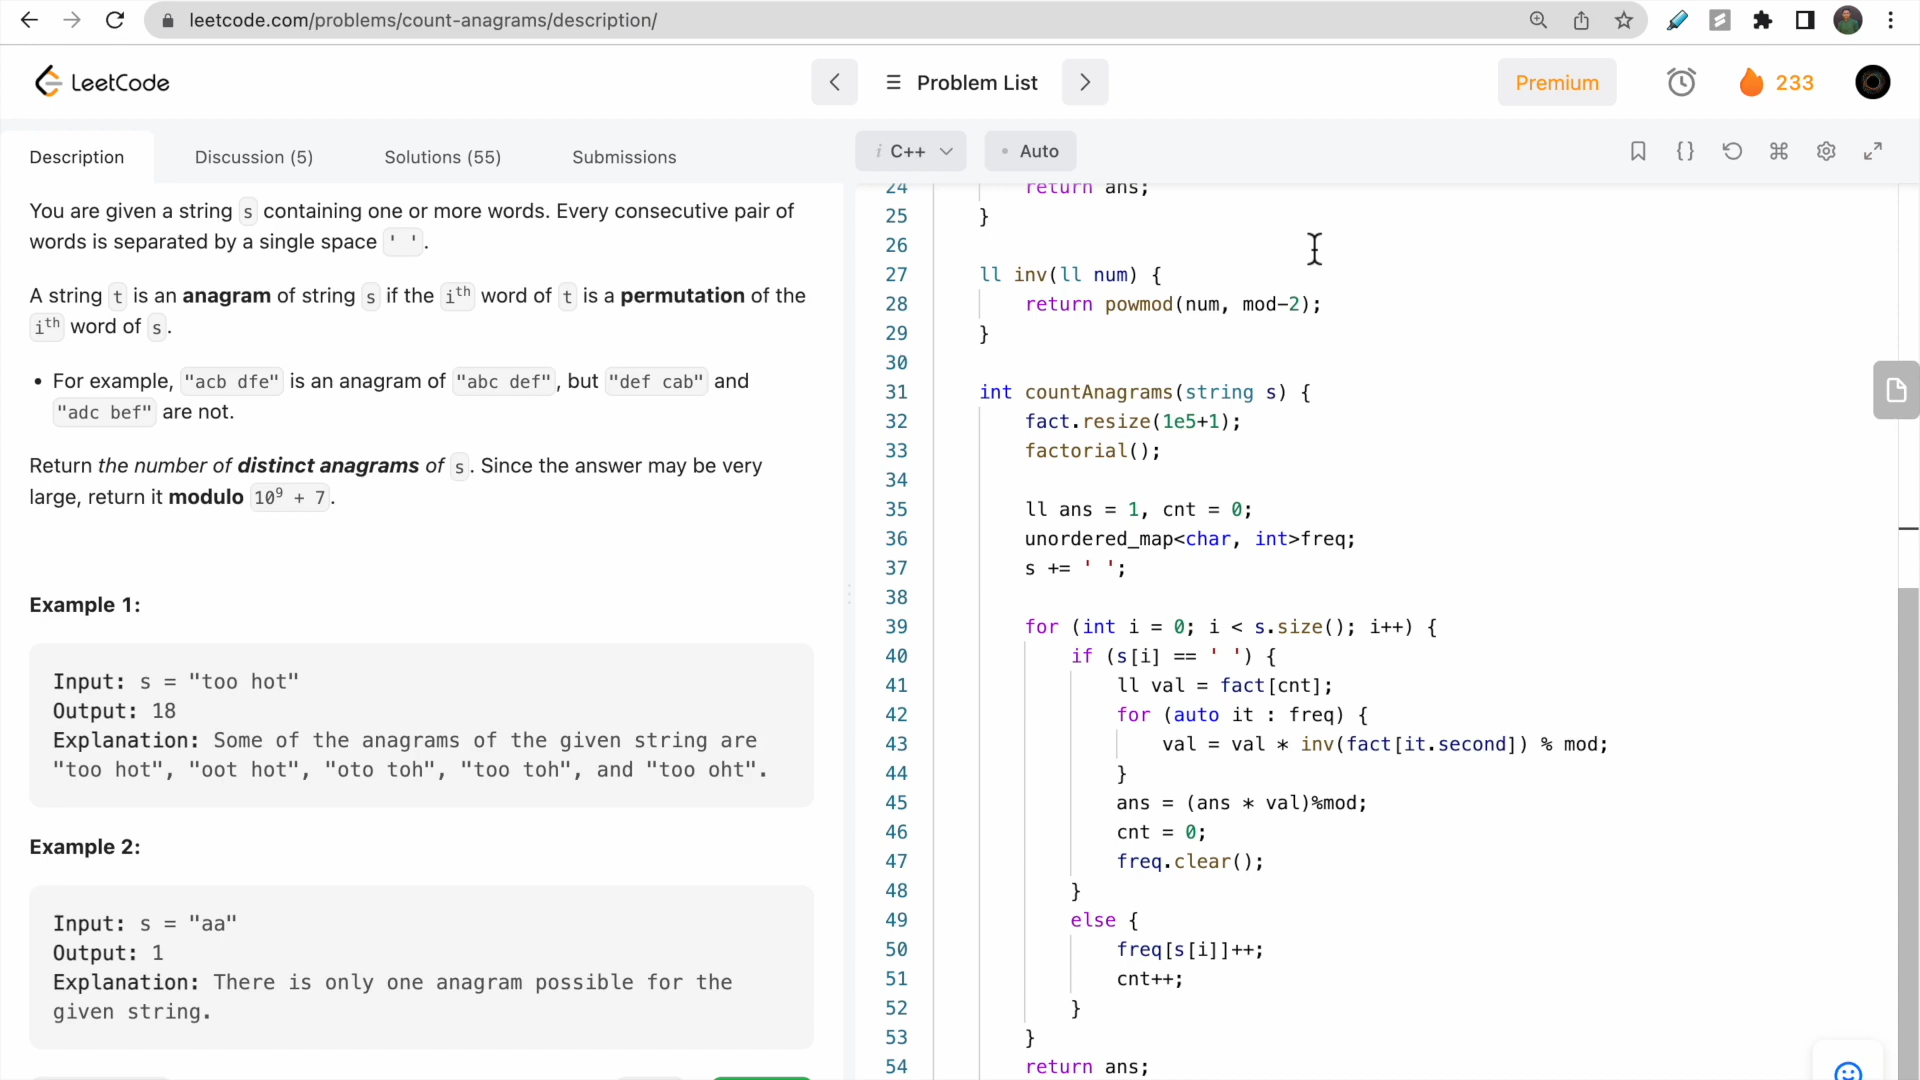 leetcode.com/problems/count-anagrams/description/
LeetCode
Problem List
Premium
233
Description
Discussion (5)
Solutions (55)
Submissions
i C++
• Auto
You are given a string s containing one or more words. Every consecutive pair of
words is separated by a single space ' '.
A string t is an anagram of string s if the ith word of t is a permutation of the
ith word of s.
• For example, "acb dfe" is an anagram of "abc def", but "def cab" and
"adc bef" are not.
Return the number of distinct anagrams of s. Since the answer may be very
large, return it modulo 10⁹ + 7.
Example 1:
Input: s = "too hot"
Output: 18
Explanation: Some of the anagrams of the given string are
"too hot", "oot hot", "oto toh", "too toh", and "too oht".
Example 2:
Input: s = "aa"
Output: 1
Explanation: There is only one anagram possible for the
given string.
24 return ans;
25 }
26
27 ll inv(ll num) {
28 return powmod(num, mod-2);
29 }
30
31 int countAnagrams(string s) {
32 fact.resize(1e5+1);
33 factorial();
34
35 ll ans = 1, cnt = 0;
36 unordered_map<char, int>freq;
37 s += ' ';
38
39 for (int i = 0; i < s.size(); i++) {
40 if (s[i] == ' ') {
41 ll val = fact[cnt];
42 for (auto it : freq) {
43 val = val * inv(fact[it.second]) % mod;
44 }
45 ans = (ans * val)%mod;
46 cnt = 0;
47 freq.clear();
48 }
49 else {
50 freq[s[i]]++;
51 cnt++;
52 }
53 }
54 return ans;